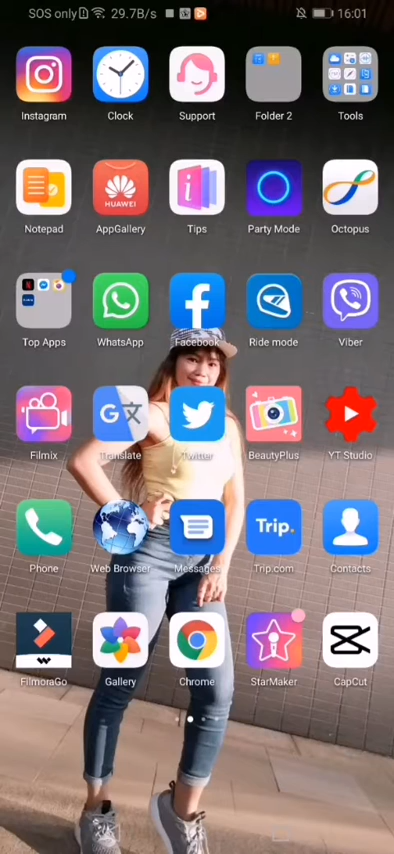 SOS only 29.7B/s 16:01
Instagram Clock Support Folder 2 Tools
HUAWEI
Notepad AppGallery Tips Party Mode Octopus
Top Apps WhatsApp Facebook Ride mode Viber
Filmix Translate Twitter BeautyPlus YT Studio
Trip.
Phone Web Browser Messages Trip.com Contacts
FilmoraGo Gallery Chrome StarMaker CapCut